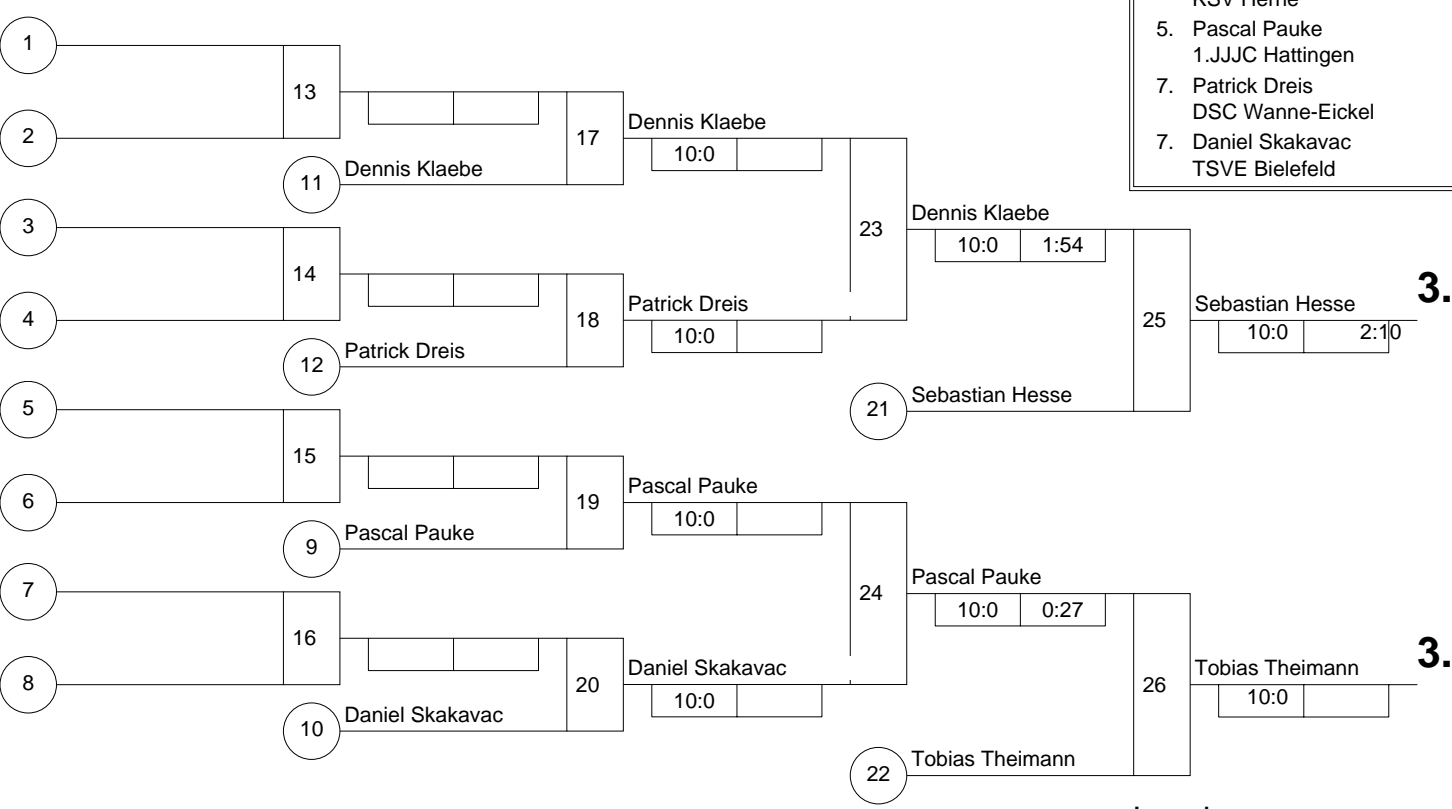 KSV Herne
5. Pascal Pauke
1.JJJC Hattingen
7. Patrick Dreis
DSC Wanne-Eickel
7. Daniel Skakavac
TSVE Bielefeld
1
13
2
17
Dennis Klaebe
10:0
11
Dennis Klaebe
3
23
Dennis Klaebe
10:0 1:54
14
4
18
Patrick Dreis
10:0
12
Patrick Dreis
25
Sebastian Hesse
3.
10:0 2:10
21
Sebastian Hesse
5
15
6
19
Pascal Pauke
10:0
9
Pascal Pauke
7
24
Pascal Pauke
10:0 0:27
16
8
20
Daniel Skakavac
10:0
10
Daniel Skakavac
26
Tobias Theimann
3.
10:0
22
Tobias Theimann